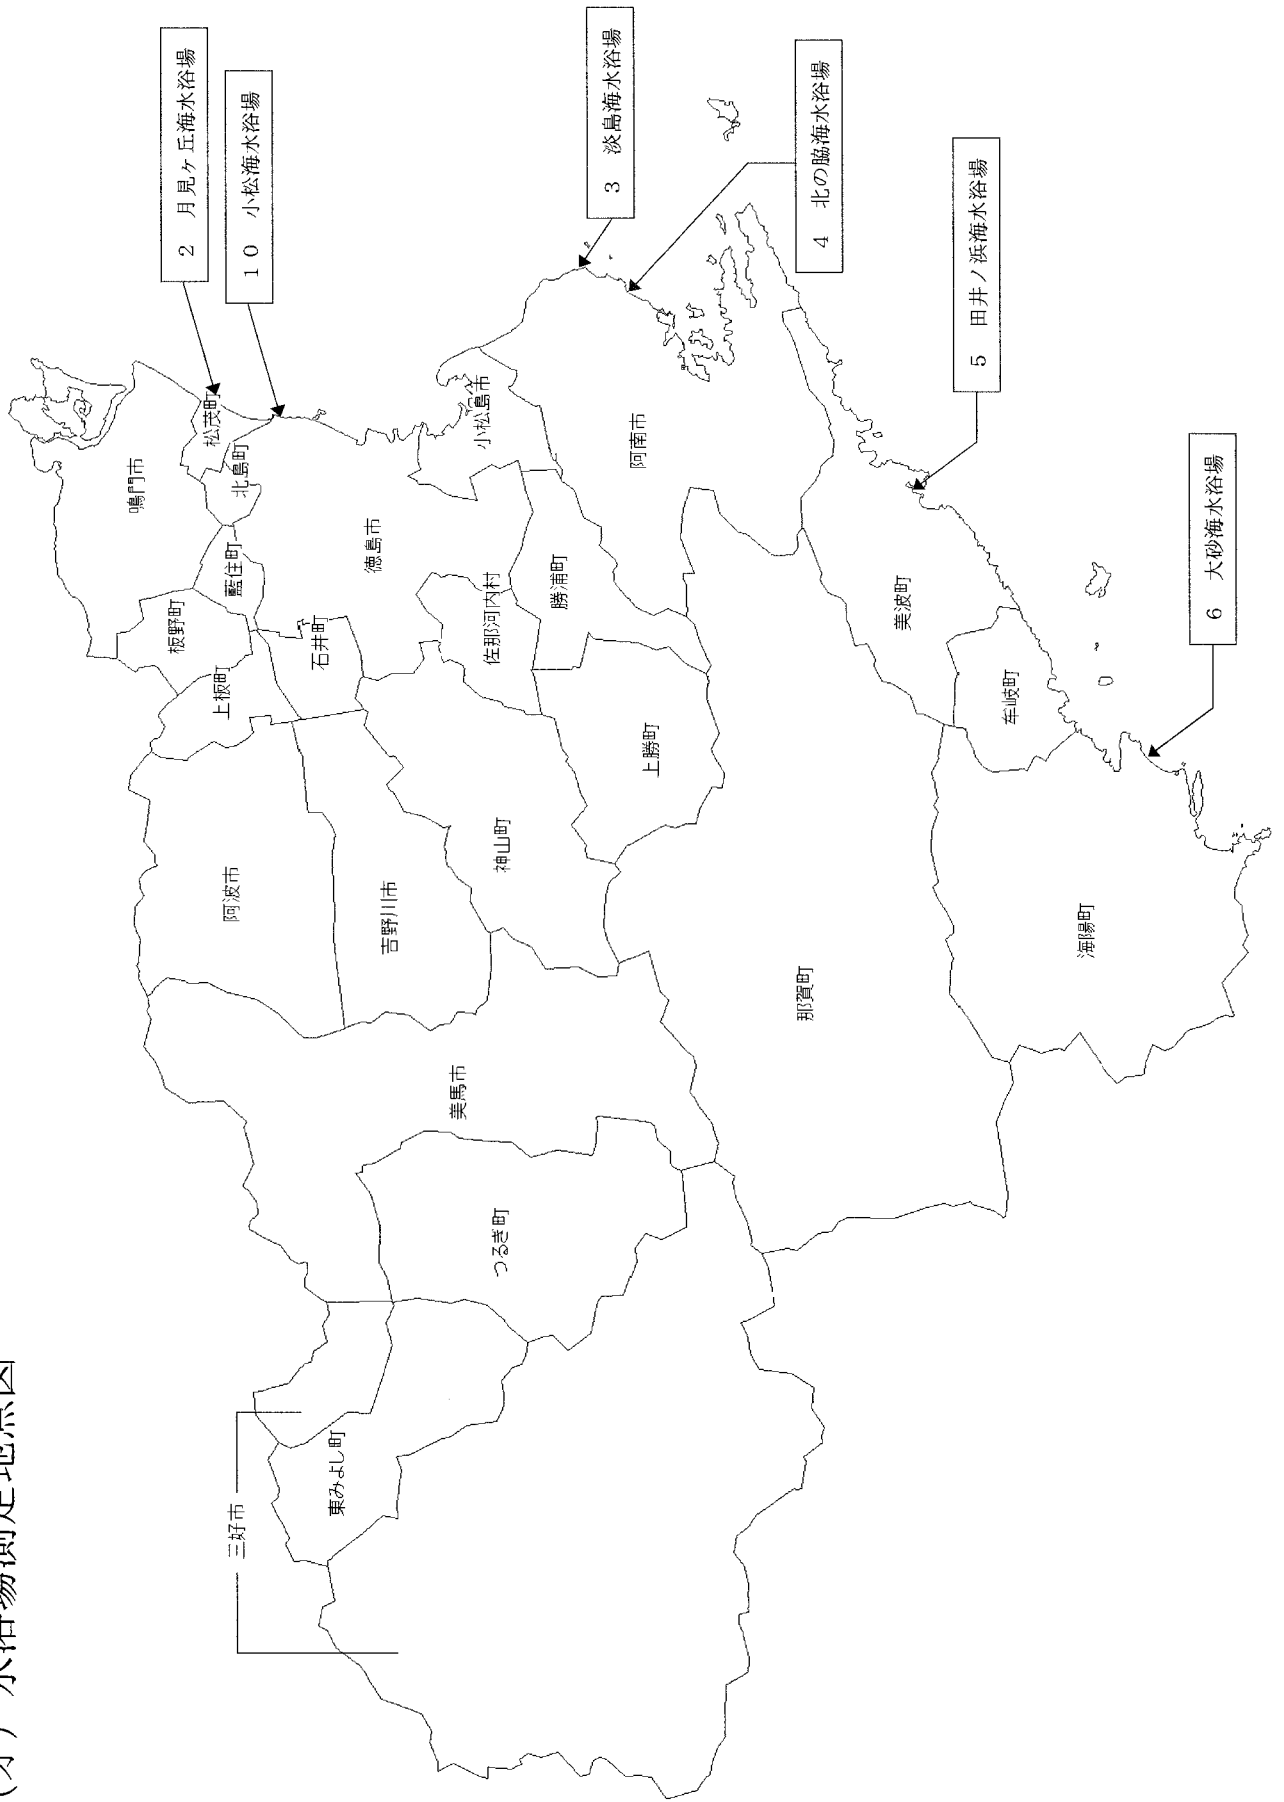 (オ) 水浴場測定地点図
2 月見ヶ丘海水浴場
10 小松海水浴場
3 淡島海水浴場
4 北の脇海水浴場
5 田井ノ浜海水浴場
6 大砂海水浴場
鳴門市
松茂町
北島町
藍住町
板野町
上板町
石井町
徳島市
小松島市
佐那河内村
勝浦町
阿南市
上勝町
神山町
阿波市
吉野川市
美波町
牟岐町
海陽町
那賀町
美馬市
つるぎ町
東みよし町
三好市